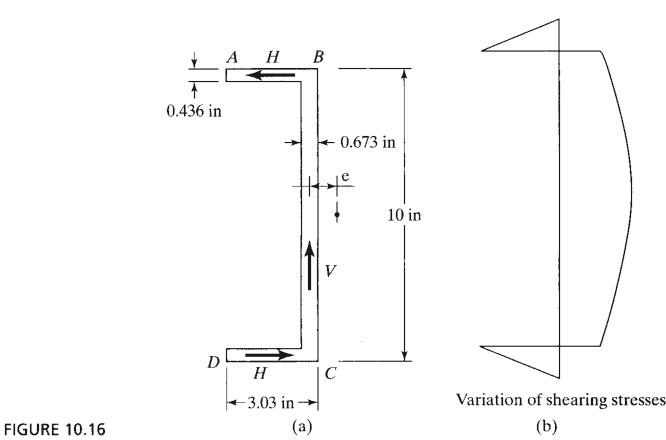 A H B
0.436 in
0.673 in
e
10 in
V
D H C
3.03 in
Variation of shearing stresses
FIGURE 10.16 (a) (b)